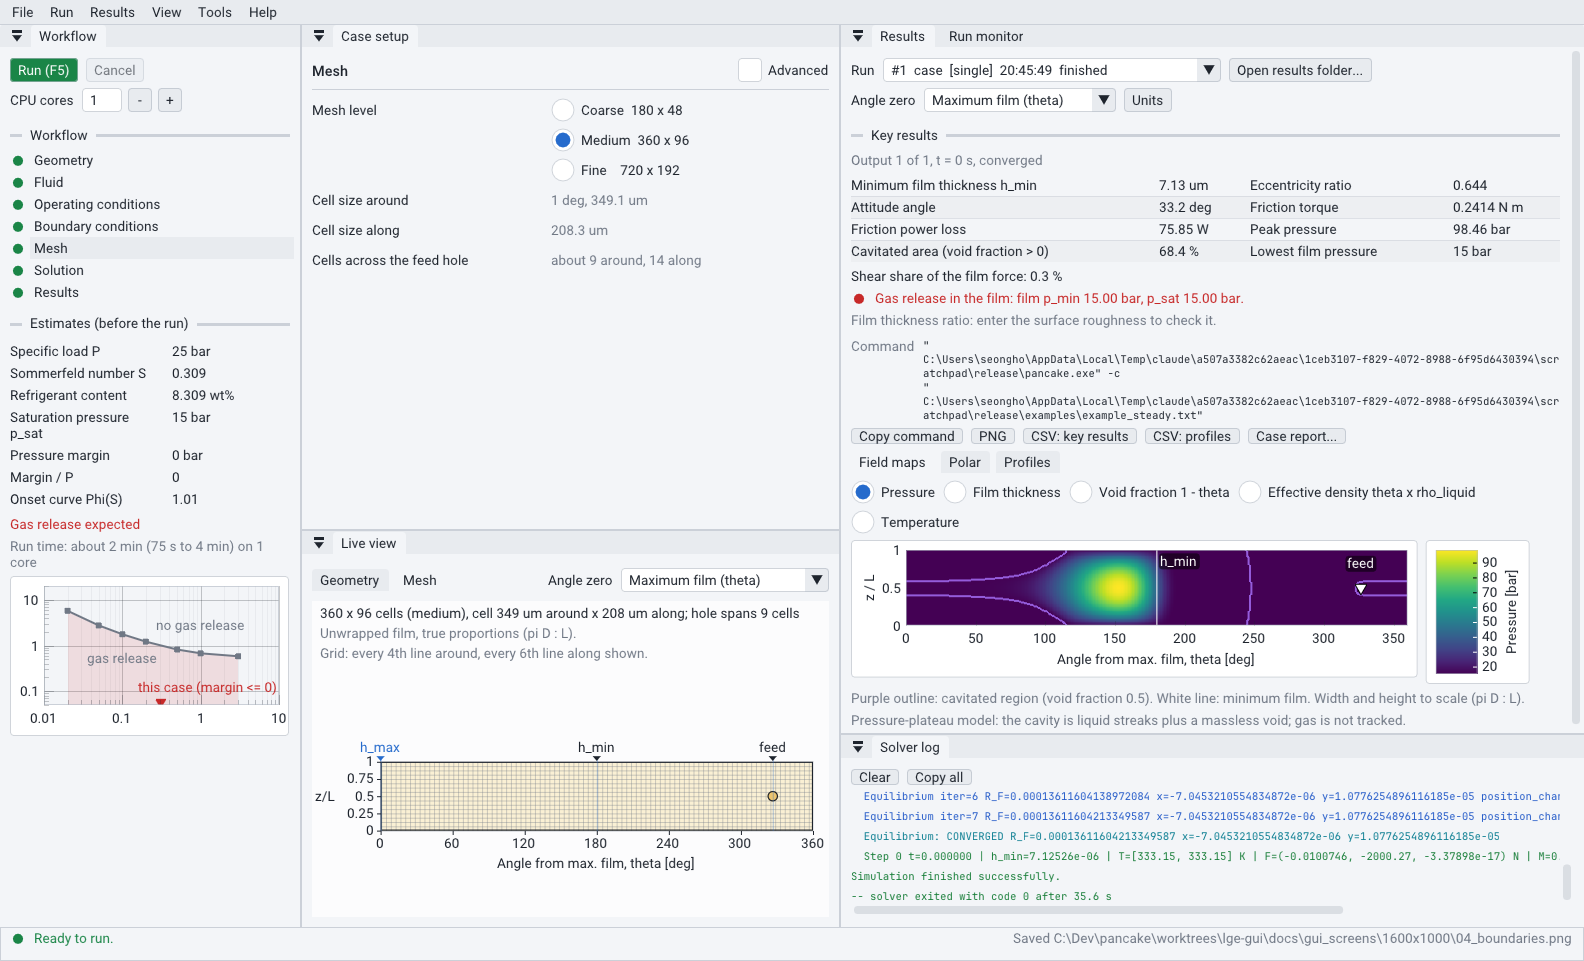 File Run Results View Tools Help
Workflow
Run (F5) Cancel
CPU cores 1 - +
Workflow
Geometry
Fluid
Operating conditions
Boundary conditions
Mesh
Solution
Results
Estimates (before the run)
Specific load P 25 bar
Sommerfeld number S 0.309
Refrigerant content 8.309 wt%
Saturation pressure 15 bar
p_sat
Pressure margin 0 bar
Margin / P 0
Onset curve Phi(S) 1.01
Gas release expected
Run time: about 2 min (75 s to 4 min) on 1
core
10
no gas release
1
gas release
this case (margin <= 0)
0.1
0.01 0.1 1 10
Case setup
Mesh Advanced
Mesh level Coarse 180 x 48
Medium 360 x 96
Fine 720 x 192
Cell size around 1 deg, 349.1 um
Cell size along 208.3 um
Cells across the feed hole about 9 around, 14 along
Live view
Geometry Mesh Angle zero Maximum film (theta)
360 x 96 cells (medium), cell 349 um around x 208 um along; hole spans 9 cells
Unwrapped film, true proportions (pi D : L).
Grid: every 4th line around, every 6th line along shown.
h_max h_min feed
1
0.75
z/L 0.5
0.25
0
0 60 120 180 240 300 360
Angle from max. film, theta [deg]
Results Run monitor
Run #1 case [single] 20:45:49 finished Open results folder...
Angle zero Maximum film (theta) Units
Key results
Output 1 of 1, t = 0 s, converged
Minimum film thickness h_min 7.13 um Eccentricity ratio 0.644
Attitude angle 33.2 deg Friction torque 0.2414 N m
Friction power loss 75.85 W Peak pressure 98.46 bar
Cavitated area (void fraction > 0) 68.4 % Lowest film pressure 15 bar
Shear share of the film force: 0.3 %
Gas release in the film: film p_min 15.00 bar, p_sat 15.00 bar.
Film thickness ratio: enter the surface roughness to check it.
Command "
C:\Users\seongho\AppData\Local\Temp\claude\a507a3382c62aeac\1ceb3107-f829-4072-8988-6f95d6430394\scr
atchpad\release\pancake.exe" -c
"
C:\Users\seongho\AppData\Local\Temp\claude\a507a3382c62aeac\1ceb3107-f829-4072-8988-6f95d6430394\scr
atchpad\release\examples\example_steady.txt"
Copy command PNG CSV: key results CSV: profiles Case report...
Field maps Polar Profiles
Pressure Film thickness Void fraction 1 - theta Effective density theta x rho_liquid
Temperature
1
h_min feed
z / L 0.5
0
0 50 100 150 200 250 300 350
Angle from max. film, theta [deg]
90
80
70
60
50
40
30
20
Pressure [bar]
Purple outline: cavitated region (void fraction 0.5). White line: minimum film. Width and height to scale (pi D : L).
Pressure-plateau model: the cavity is liquid streaks plus a massless void; gas is not tracked.
Solver log
Clear Copy all
Equilibrium iter=6 R_F=0.00013611604138972084 x=-7.0453210554834872e-06 y=1.0776254896116185e-05 position_char
Equilibrium iter=7 R_F=0.00013611604213349587 x=-7.0453210554834872e-06 y=1.0776254896116185e-05 position_char
Equilibrium: CONVERGED R_F=0.00013611604213349587 x=-7.0453210554834872e-06 y=1.0776254896116185e-05
Step 0 t=0.000000 | h_min=7.12526e-06 | T=[333.15, 333.15] K | F=(-0.0100746, -2000.27, -3.37898e-17) N | M=0
Simulation finished successfully.
-- solver exited with code 0 after 35.6 s
Ready to run.
Saved C:\Dev\pancake\worktrees\lge-gui\docs\gui_screens\1600x1000\04_boundaries.png